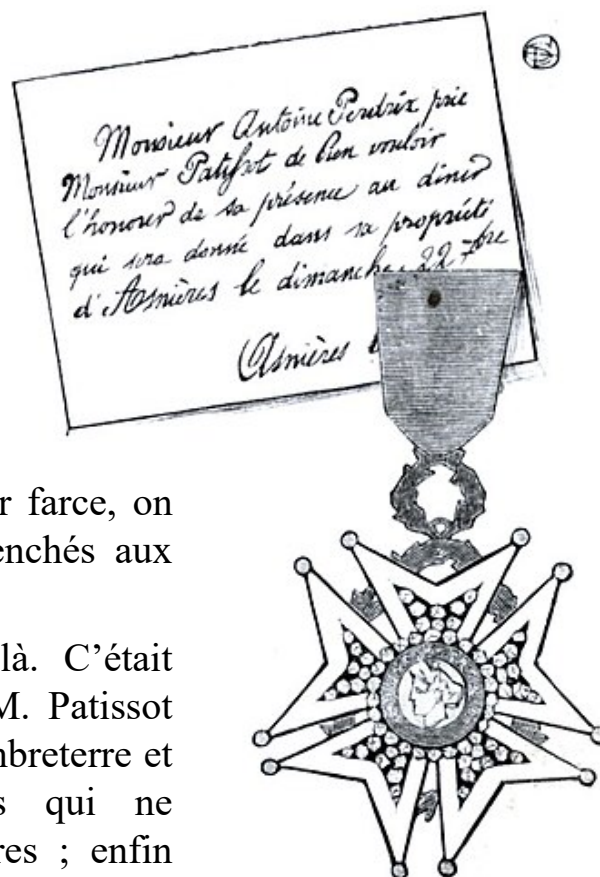 Monsieur Antoine Perdrix prie
Monsieur Patissot de bien vouloir
l'honorer de sa présence au dîner
qui sera donné dans sa propriété
d'Asnières le dimanche 22 7bre
Asnières
r farce, on
enchés aux
là. C'était
M. Patissot
nbreterre et
s qui ne
res ; enfin